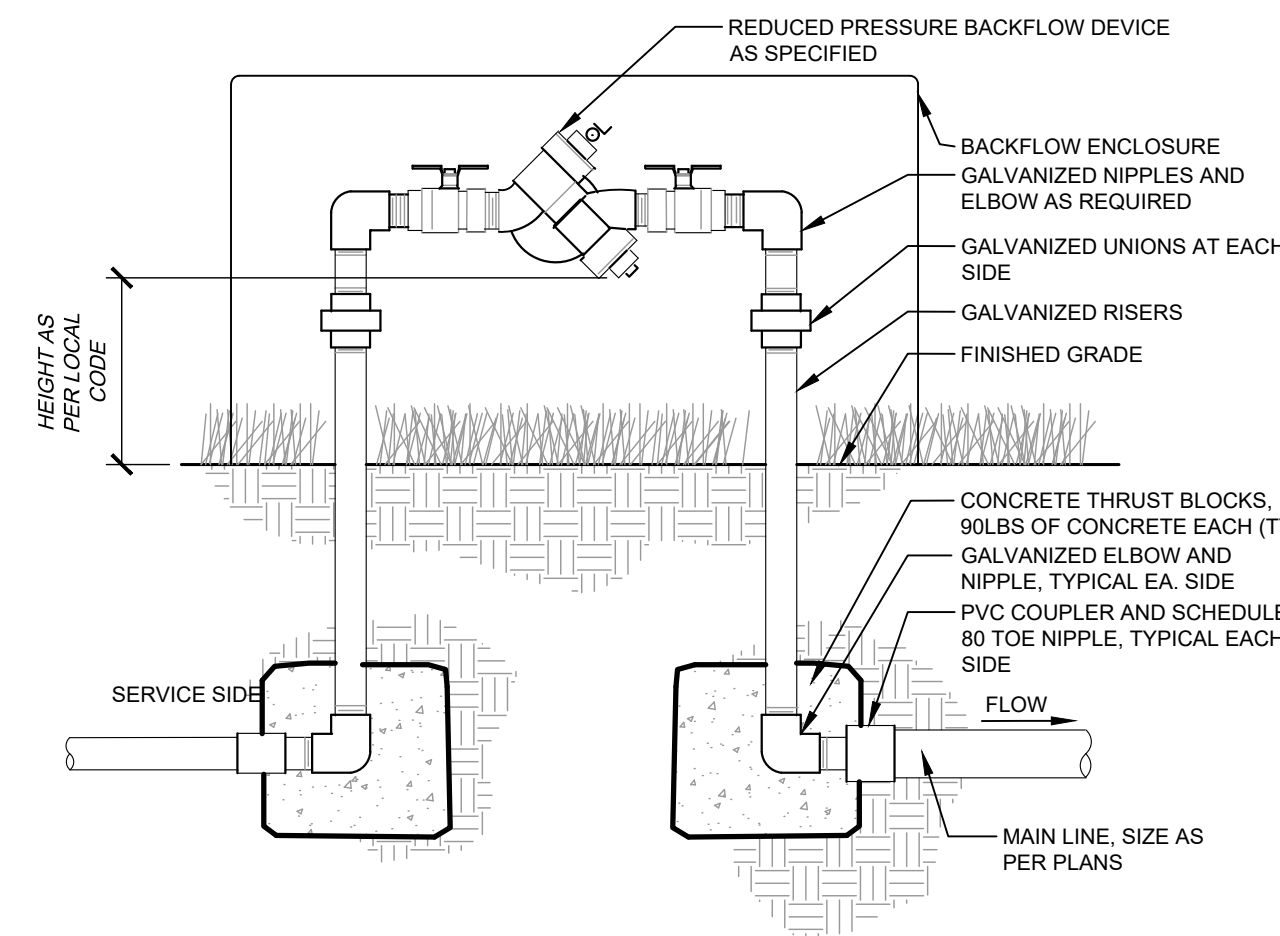 REDUCED PRESSURE BACKFLOW DEVICE
AS SPECIFIED
BACKFLOW ENCLOSURE
GALVANIZED NIPPLES AND
ELBOW AS REQUIRED
GALVANIZED UNIONS AT EACH
SIDE
GALVANIZED RISERS
FINISHED GRADE
HEIGHT AS
PER LOCAL
CODE
CONCRETE THRUST BLOCKS,
90LBS OF CONCRETE EACH
GALVANIZED ELBOW AND
NIPPLE, TYPICAL EA. SIDE
PVC COUPLER AND SCHEDULE
80 TOE NIPPLE, TYPICAL EACH
SIDE
SERVICE SIDE
FLOW
MAIN LINE, SIZE AS
PER PLANS